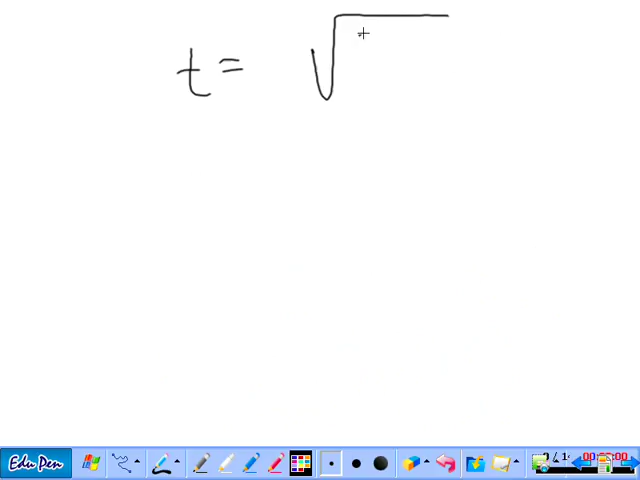 t = √
Edu Pen